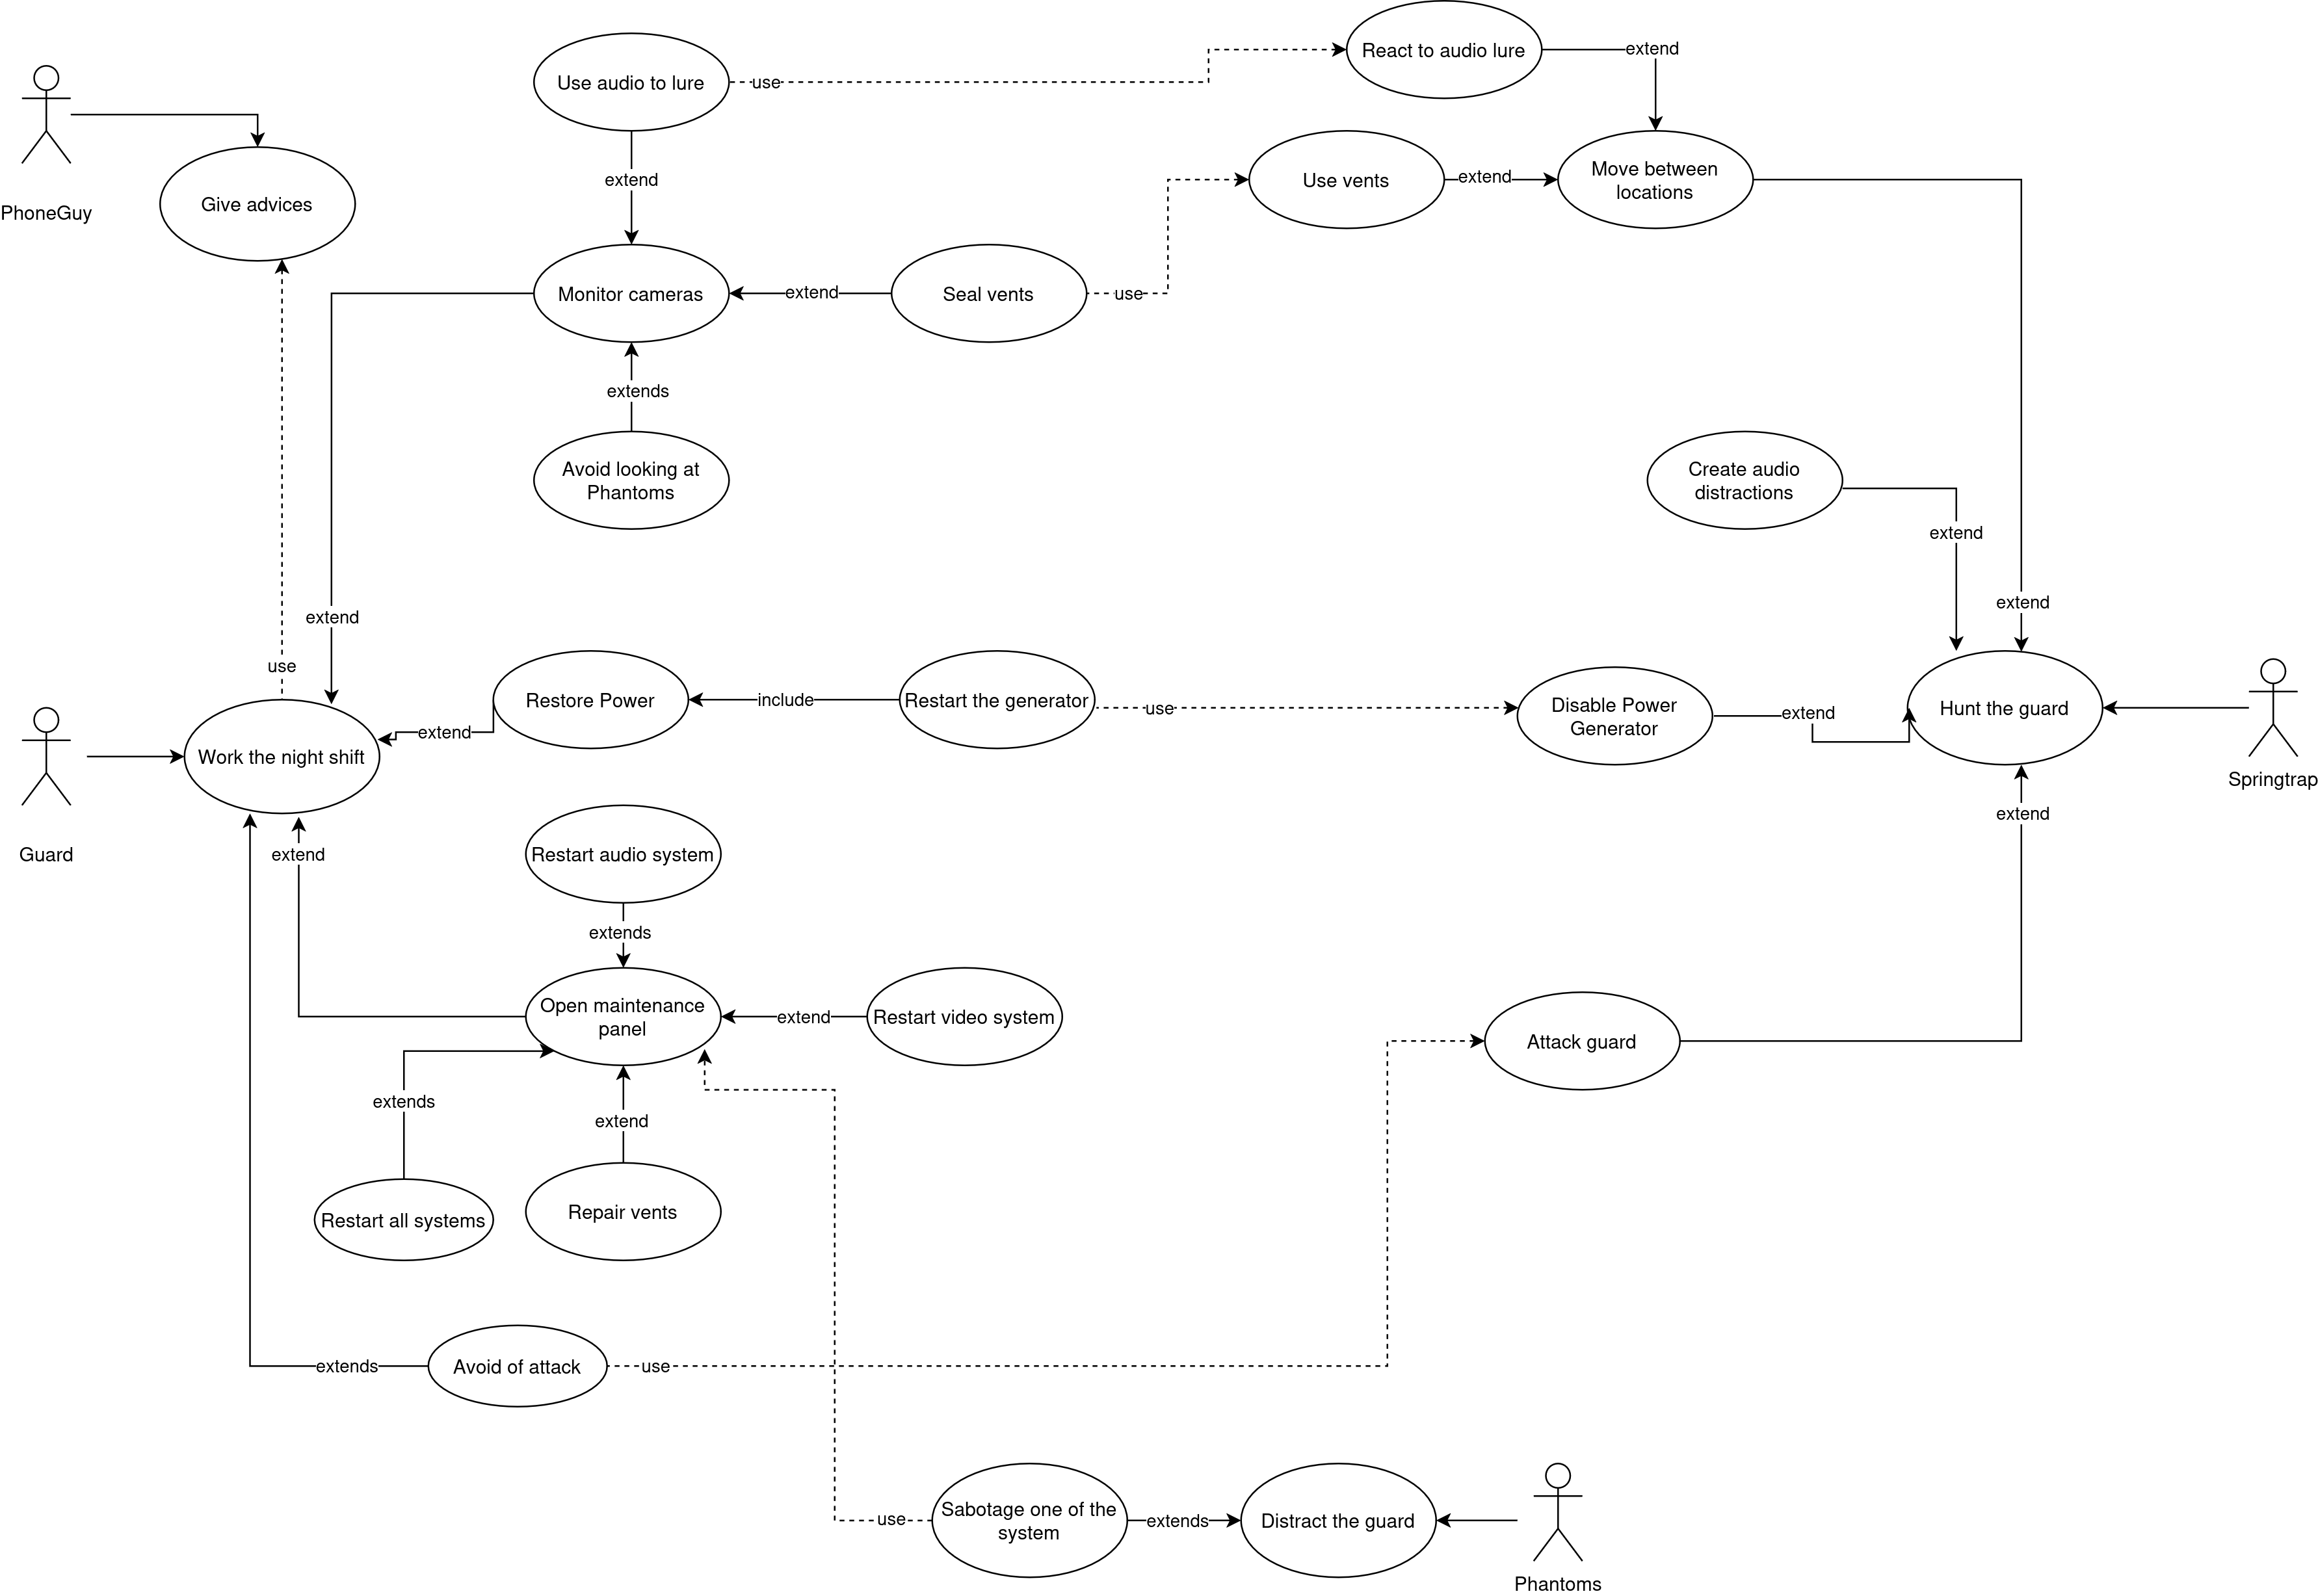 React to audio lure
extend
Use audio to lure
use
PhoneGuy
Give advices
extend
Use vents
extend
Move between
locations
Monitor cameras
extend
Seal vents
use
extends
Avoid looking at
Phantoms
Create audio
distractions
extend
extend
extend
use
Restore Power
include
Restart the generator
use
Disable Power
Generator
extend
Hunt the guard
Springtrap
extend
Work the night shift
Guard
extend
extend
Restart audio system
extends
Open maintenance
panel
extend
Restart video system
Attack guard
extends
extend
Restart all systems
Repair vents
extends
Avoid of attack
use
use
Sabotage one of the
system
extends
Distract the guard
Phantoms